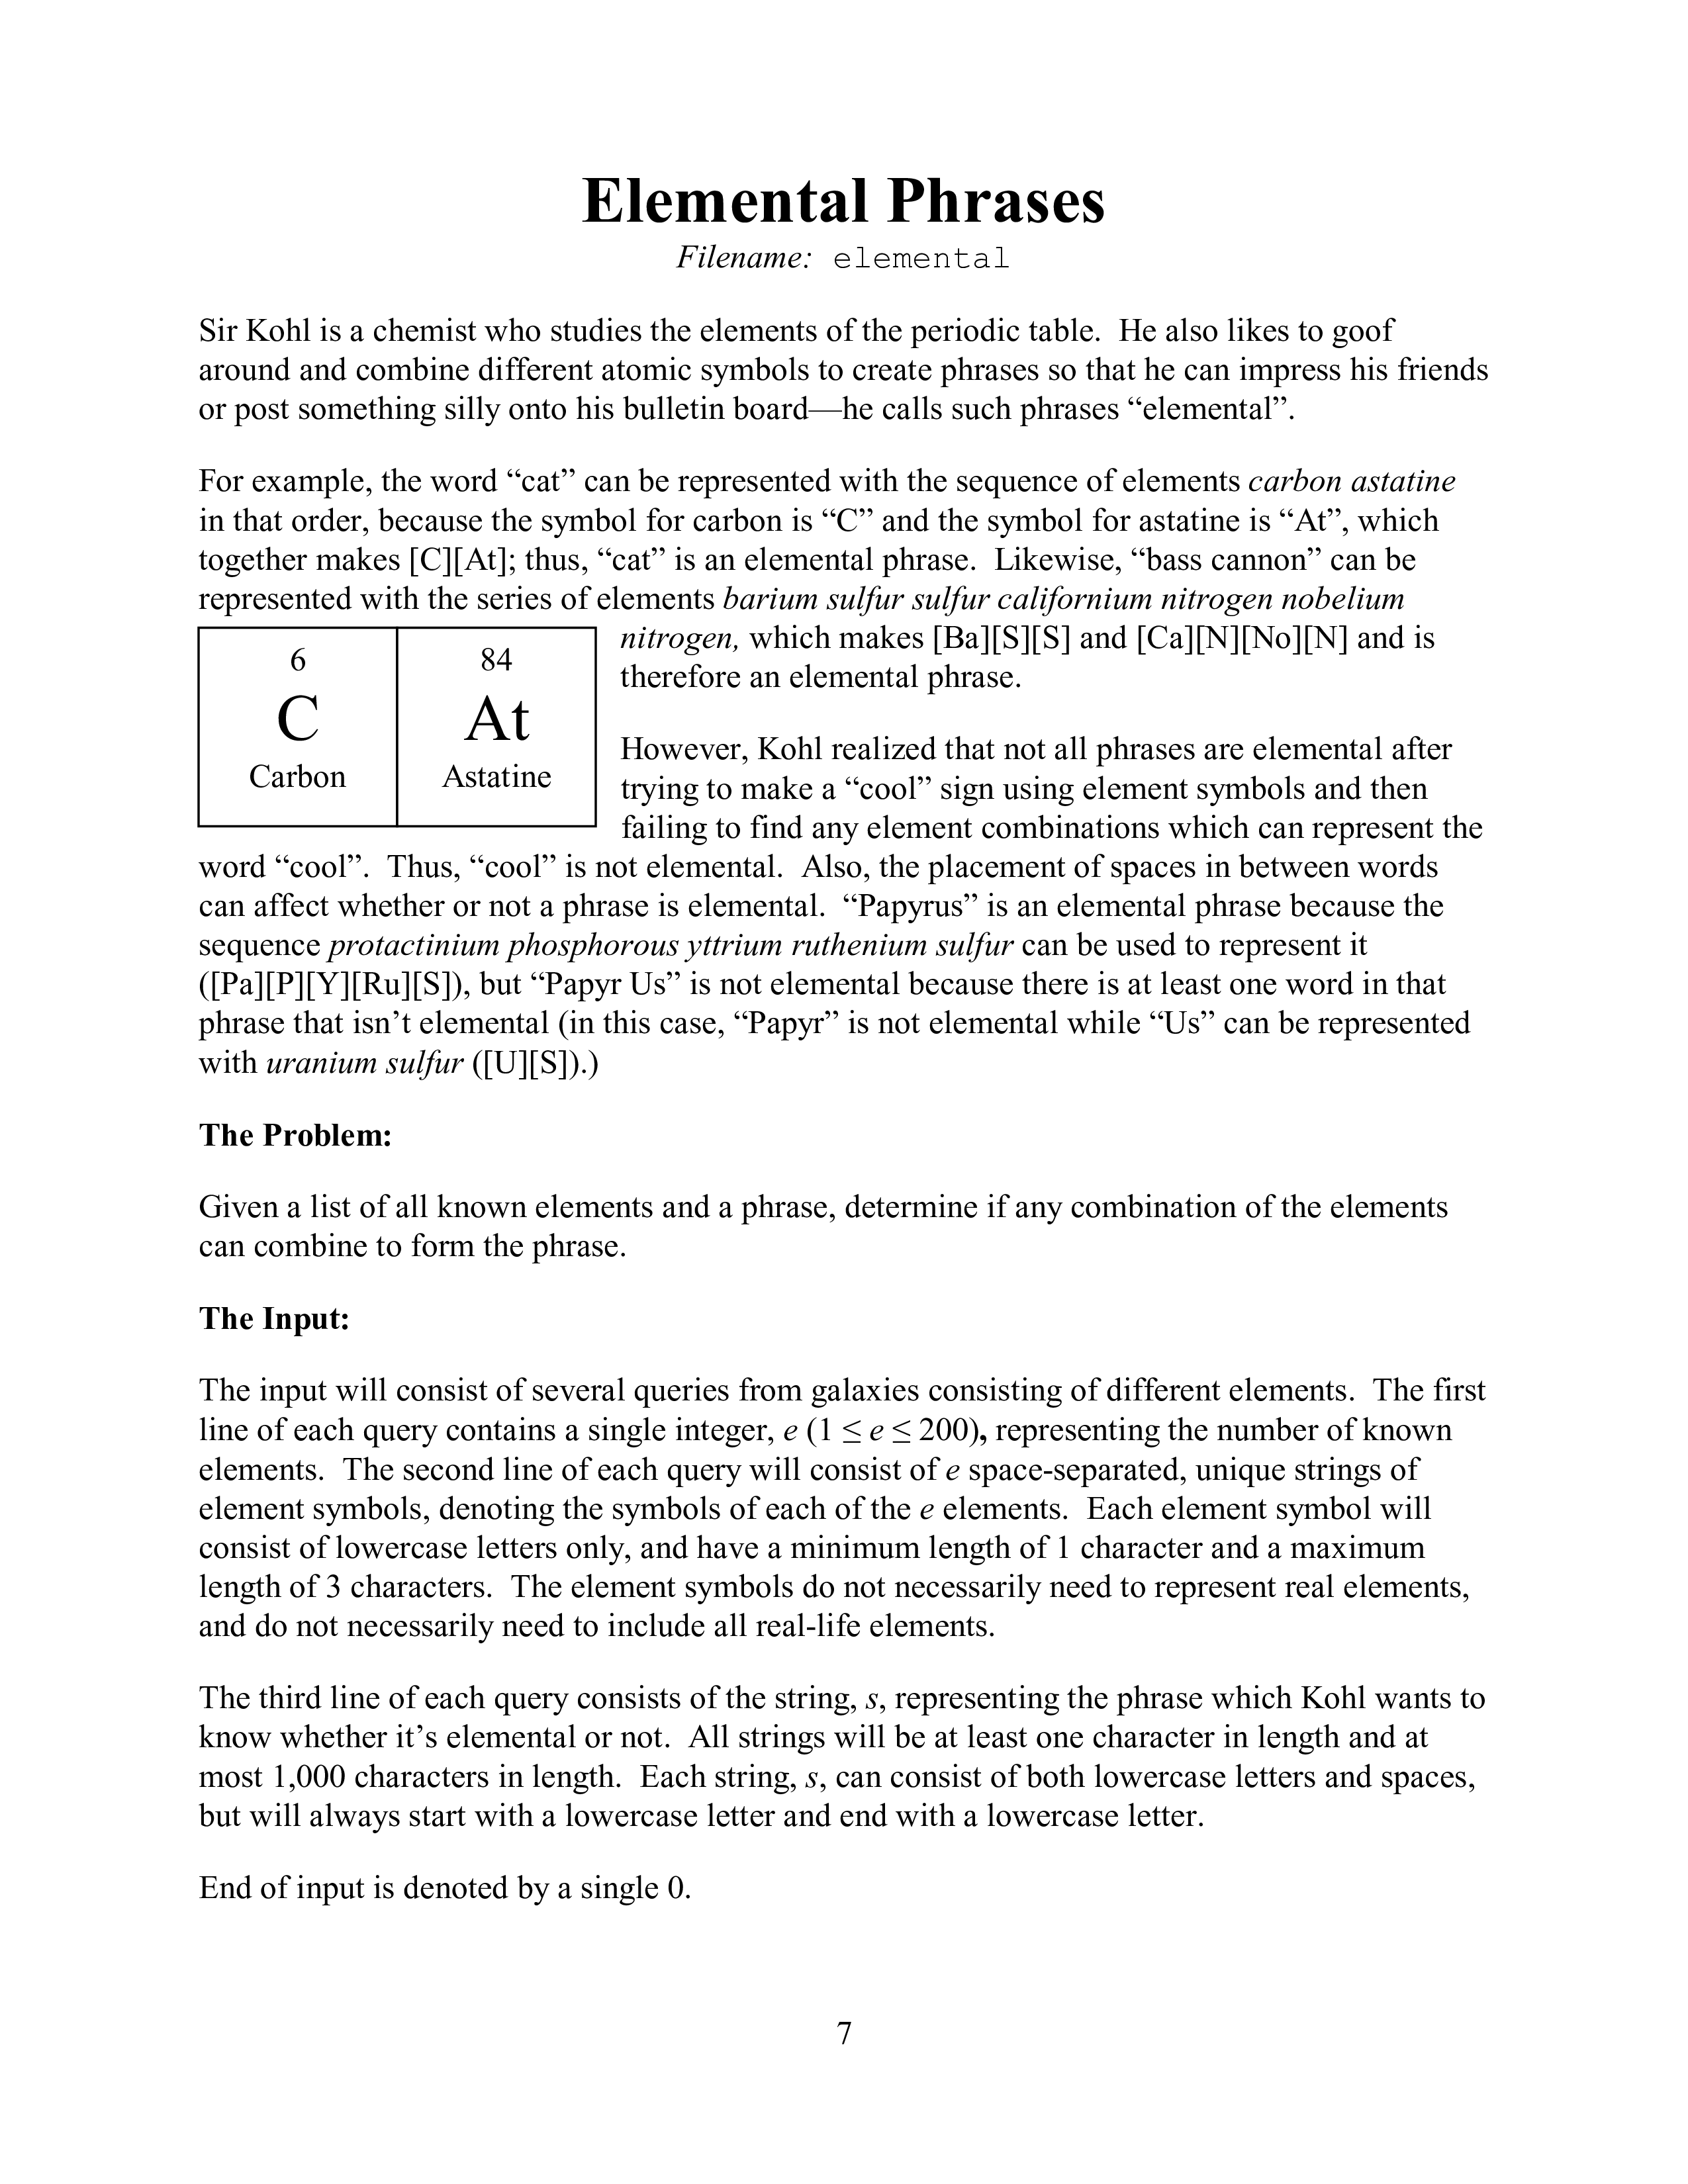 Elemental Phrases
Filename: elemental
Sir Kohl is a chemist who studies the elements of the periodic table. He also likes to goof
around and combine different atomic symbols to create phrases so that he can impress his friends
or post something silly onto his bulletin board—he calls such phrases “elemental”.
For example, the word “cat” can be represented with the sequence of elements carbon astatine
in that order, because the symbol for carbon is “C” and the symbol for astatine is “At”, which
together makes [C][At]; thus, “cat” is an elemental phrase. Likewise, “bass cannon” can be
represented with the series of elements barium sulfur sulfur californium nitrogen nobelium
nitrogen, which makes [Ba][S][S] and [Ca][N][No][N] and is
therefore an elemental phrase.
6
C
Carbon
84
At
Astatine
However, Kohl realized that not all phrases are elemental after
trying to make a “cool” sign using element symbols and then
failing to find any element combinations which can represent the
word “cool”. Thus, “cool” is not elemental. Also, the placement of spaces in between words
can affect whether or not a phrase is elemental. “Papyrus” is an elemental phrase because the
sequence protactinium phosphorous yttrium ruthenium sulfur can be used to represent it
([Pa][P][Y][Ru][S]), but “Papyr Us” is not elemental because there is at least one word in that
phrase that isn’t elemental (in this case, “Papyr” is not elemental while “Us” can be represented
with uranium sulfur ([U][S]).)
The Problem:
Given a list of all known elements and a phrase, determine if any combination of the elements
can combine to form the phrase.
The Input:
The input will consist of several queries from galaxies consisting of different elements. The first
line of each query contains a single integer, e (1 ≤ e ≤ 200), representing the number of known
elements. The second line of each query will consist of e space-separated, unique strings of
element symbols, denoting the symbols of each of the e elements. Each element symbol will
consist of lowercase letters only, and have a minimum length of 1 character and a maximum
length of 3 characters. The element symbols do not necessarily need to represent real elements,
and do not necessarily need to include all real-life elements.
The third line of each query consists of the string, s, representing the phrase which Kohl wants to
know whether it’s elemental or not. All strings will be at least one character in length and at
most 1,000 characters in length. Each string, s, can consist of both lowercase letters and spaces,
but will always start with a lowercase letter and end with a lowercase letter.
End of input is denoted by a single 0.
7